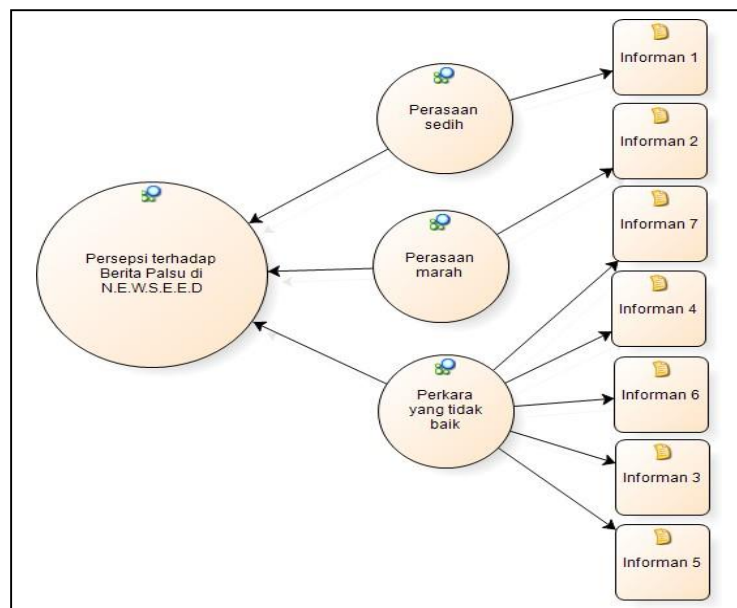 Persepsi terhadap
Berita Palsu di
N.E.W.S.E.E.D
Perasaan
sedih
Perasaan
marah
Perkara
yang tidak
baik
Informan 1
Informan 2
Informan 7
Informan 4
Informan 6
Informan 3
Informan 5